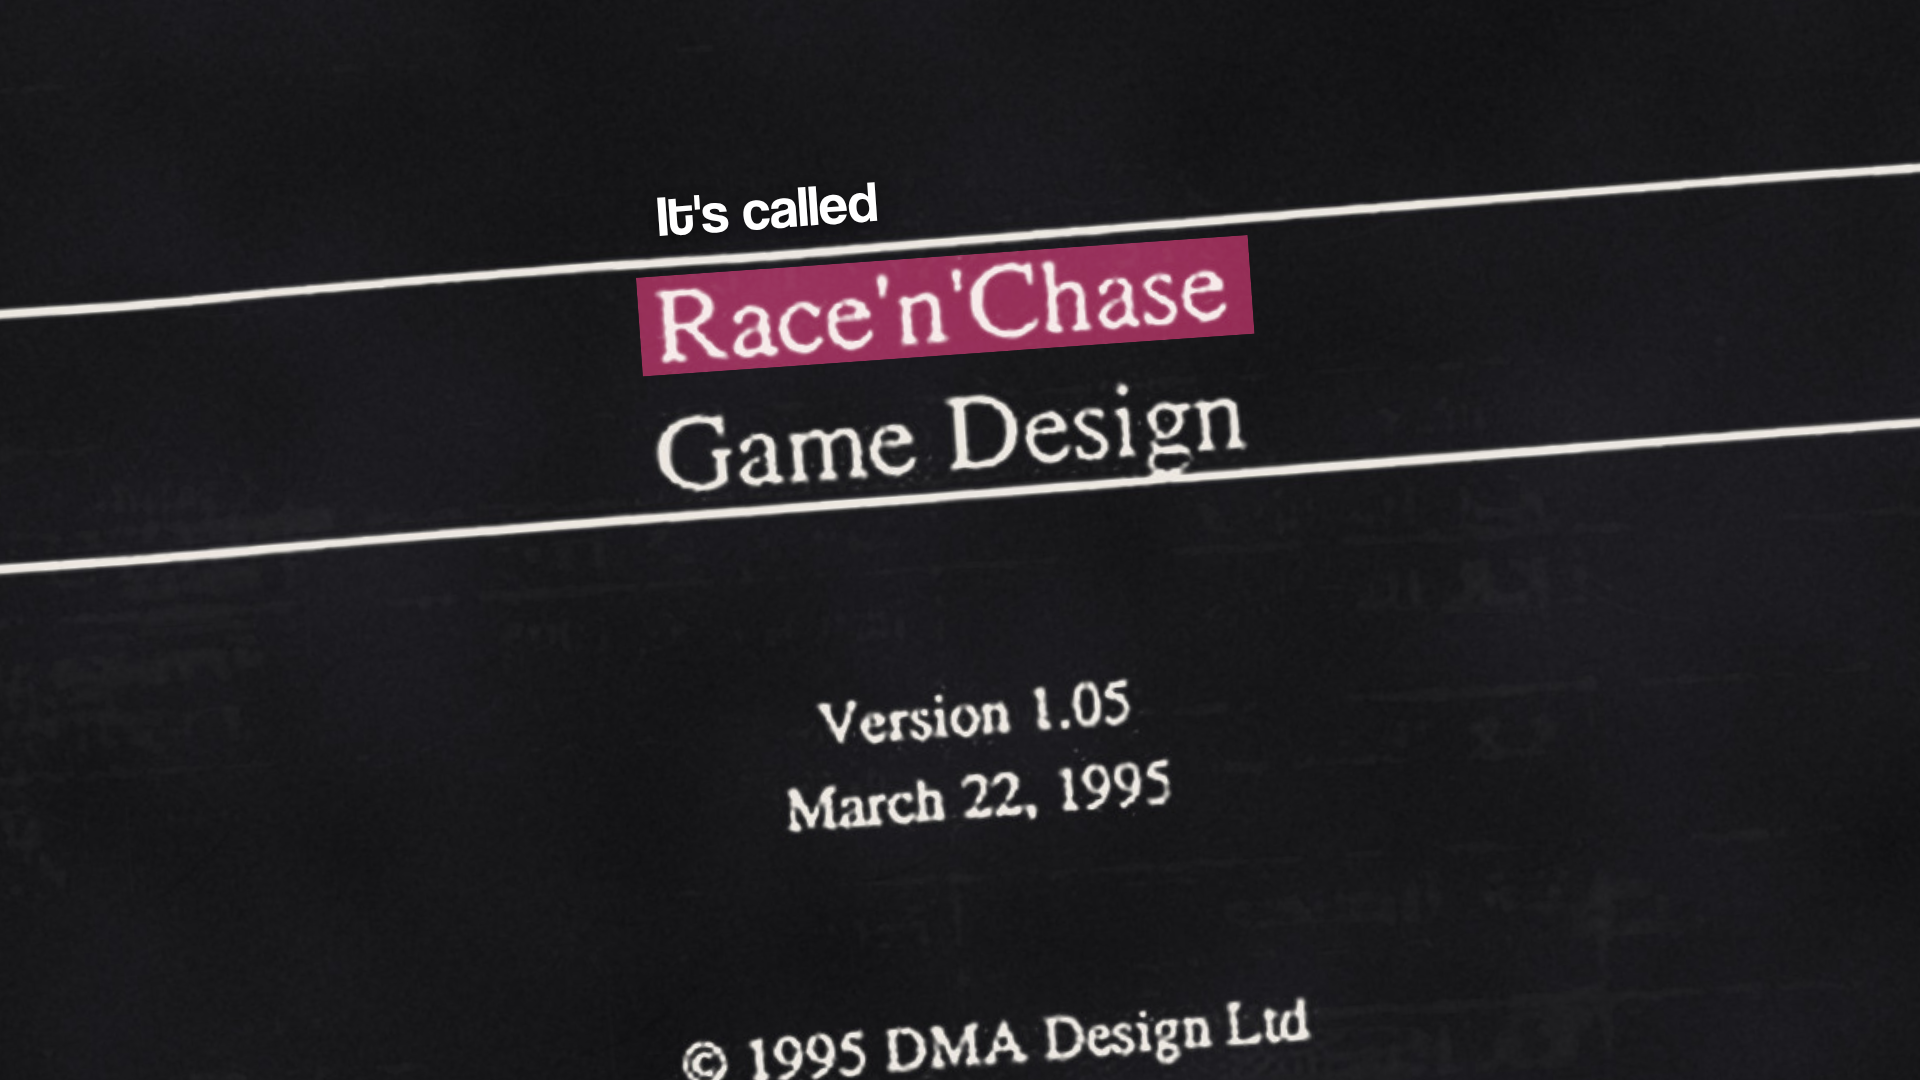 It's called
Race'n'Chase
Game Design
Version 1.05
March 22, 1995
© 1995 DMA Design Ltd